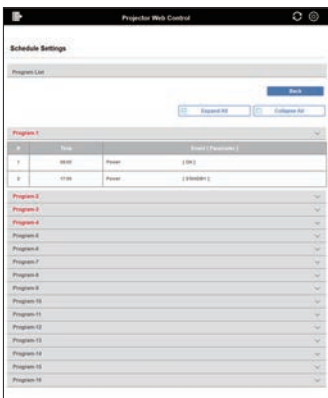 Projector Web Control
Schedule Settings
Program List
Back
Expand All Collapse All
Program-1
# Time Event [ Parameter ]
1 08:00 Power [ ON ]
2 17:00 Power [ STANDBY ]
Program-2
Program-3
Program-4
Program-5
Program-6
Program-7
Program-8
Program-9
Program-10
Program-11
Program-12
Program-13
Program-14
Program-15
Program-16